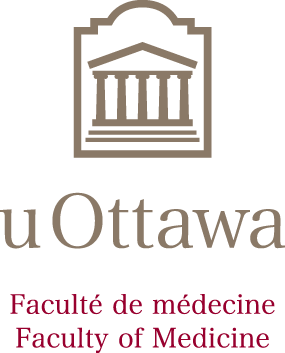 uOttawa
Faculté de médecine
Faculty of Medicine